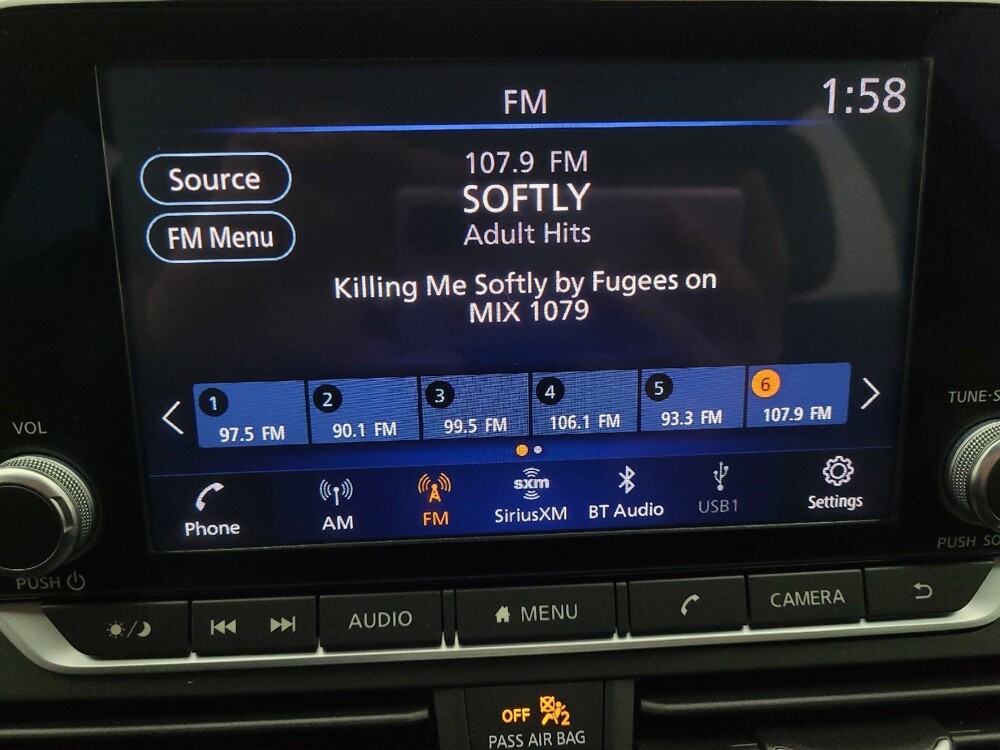 FM
1:58
Source
FM Menu
107.9 FM
SOFTLY
Adult Hits
Killing Me Softly by Fugees on
MIX 1079
1
97.5 FM
2
90.1 FM
3
99.5 FM
4
106.1 FM
5
93.3 FM
6
107.9 FM
Phone
AM
FM
sxm
SiriusXM
BT Audio
USB1
Settings
VOL
PUSH
TUNE·S
PUSH SO
AUDIO
MENU
CAMERA
OFF
2
PASS AIR BAG